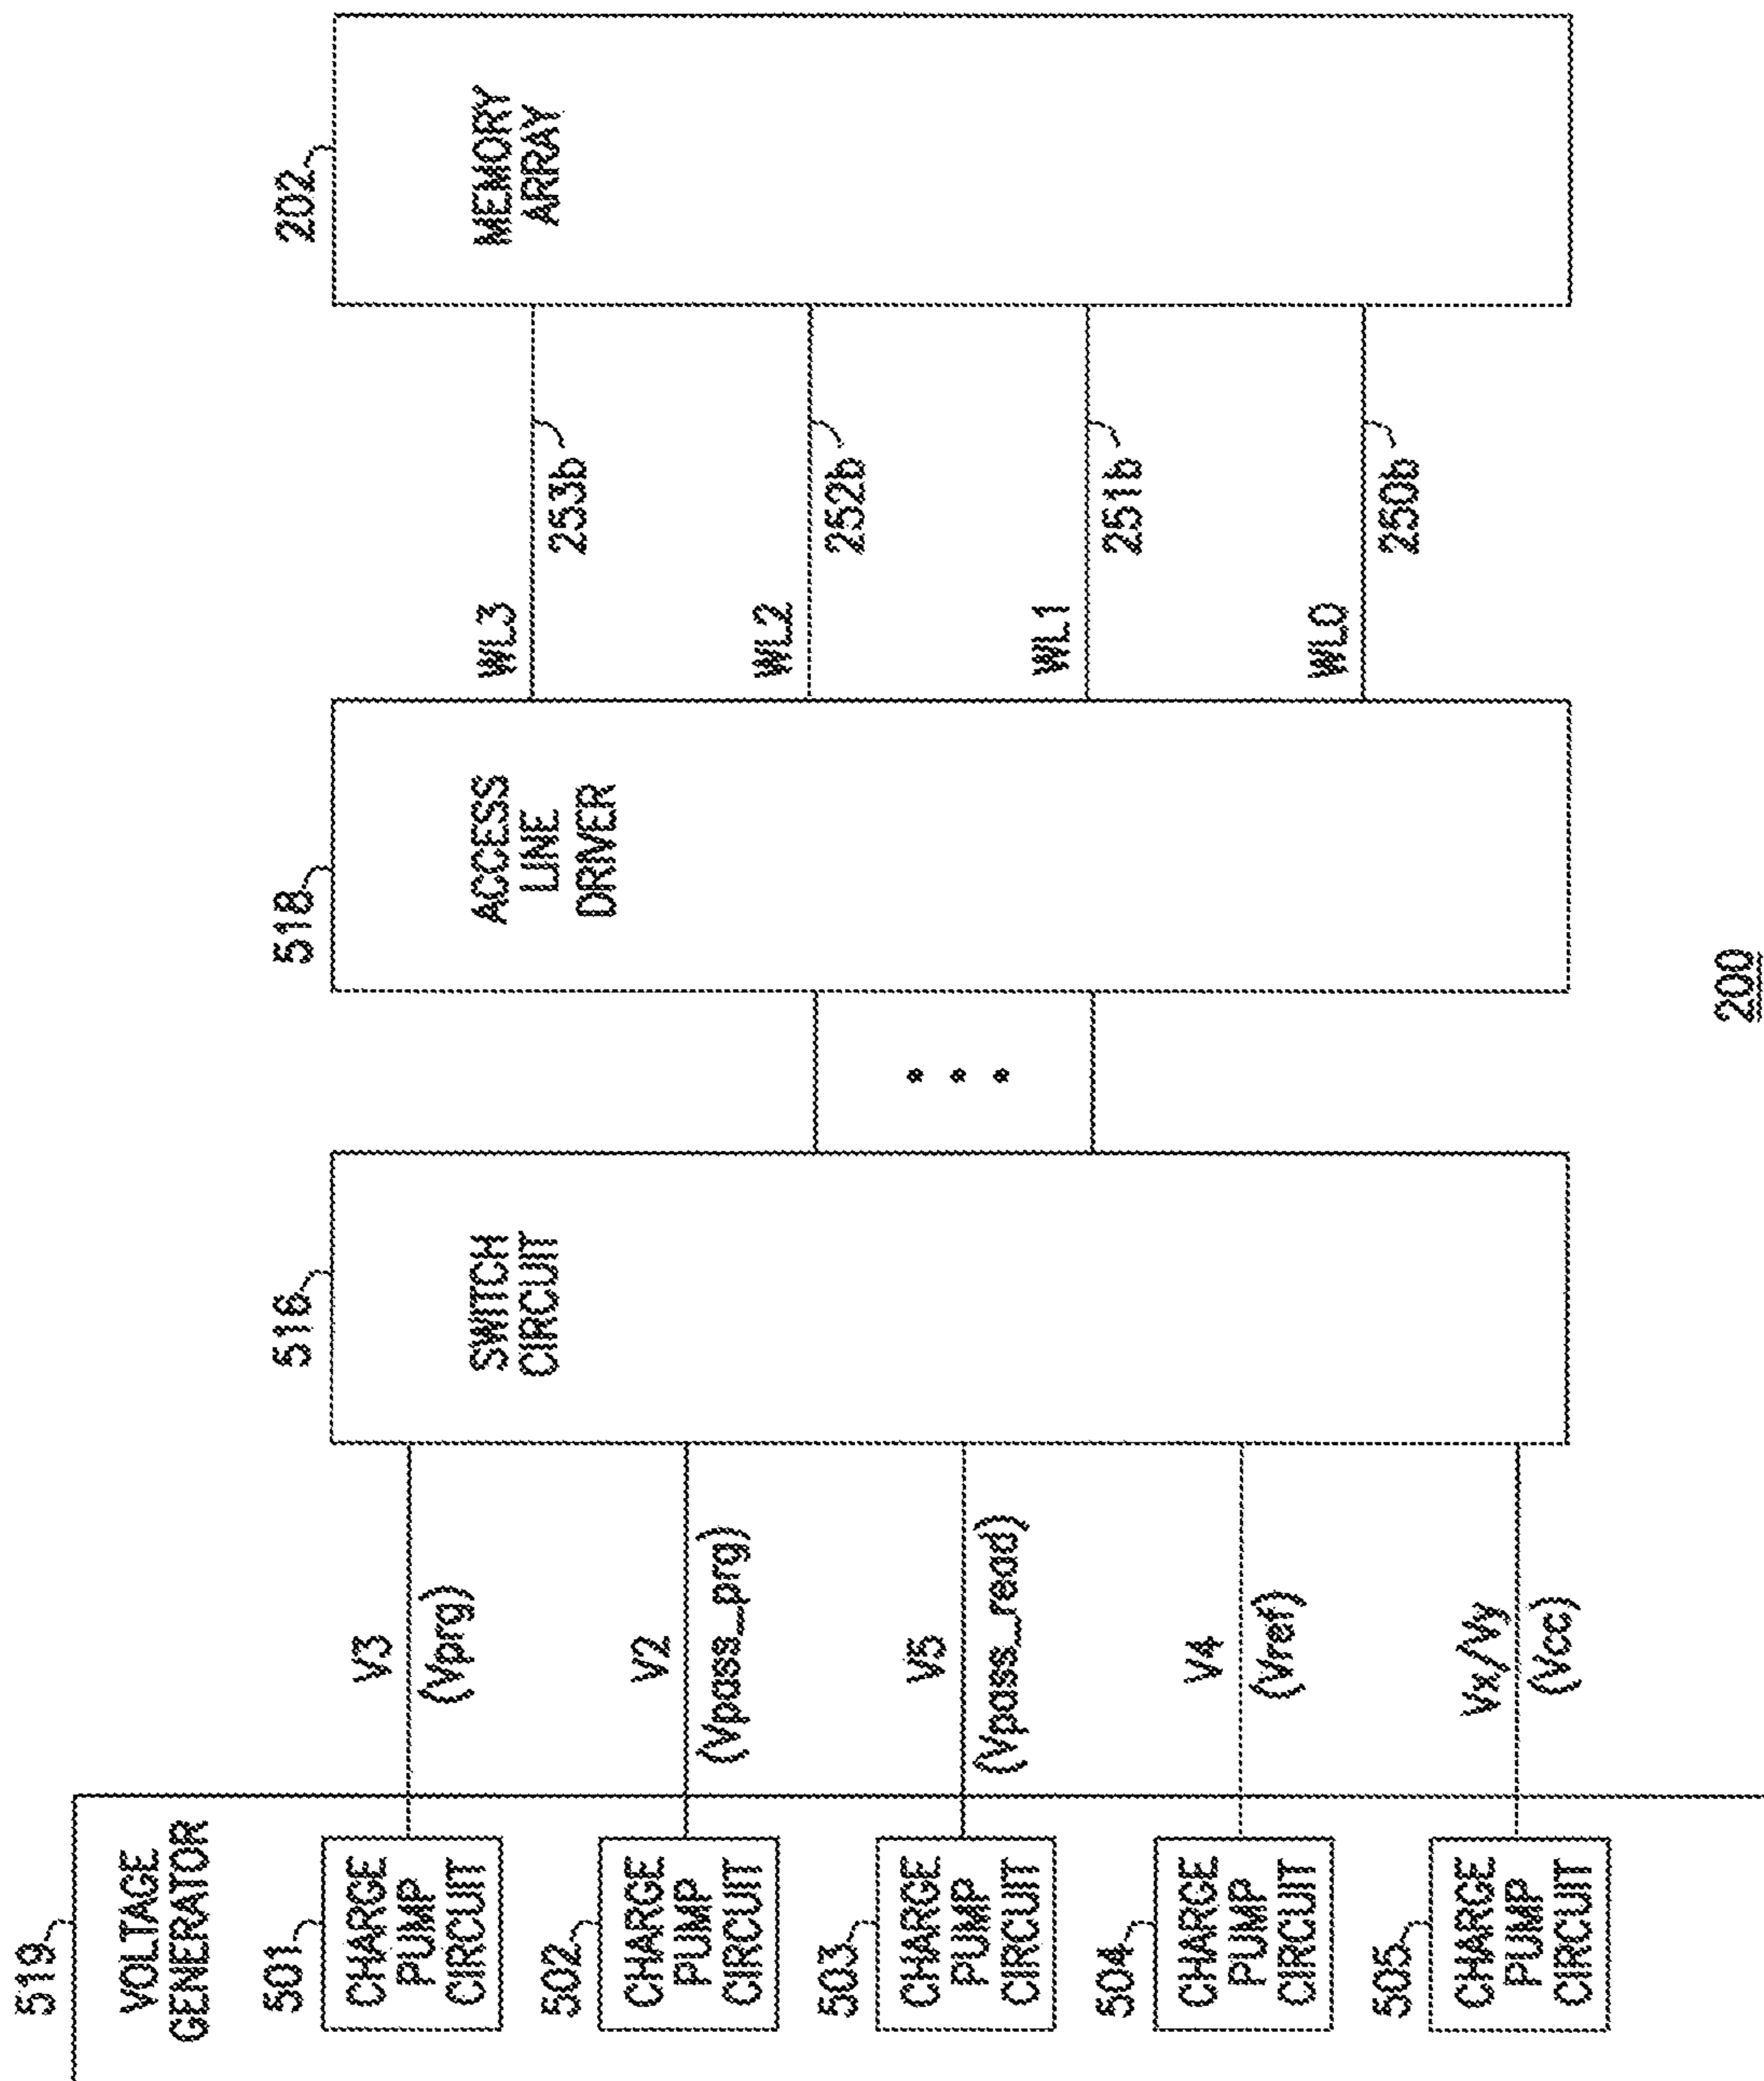 519
VOLTAGE
GENERATOR
501
CHARGE
PUMP
CIRCUIT
502
CHARGE
PUMP
CIRCUIT
503
CHARGE
PUMP
CIRCUIT
504
CHARGE
PUMP
CIRCUIT
505
CHARGE
PUMP
CIRCUIT
V3
(Vprg)
V2
(Vpass_prg)
V5
(Vpass_read)
V4
(Vref)
Vx/Vy
(Vcc)
516
SWITCH
CIRCUIT
518
ACCESS
LINE
DRIVER
WL3
253b
WL2
252b
WL1
251b
WL0
250b
202
MEMORY
ARRAY
200